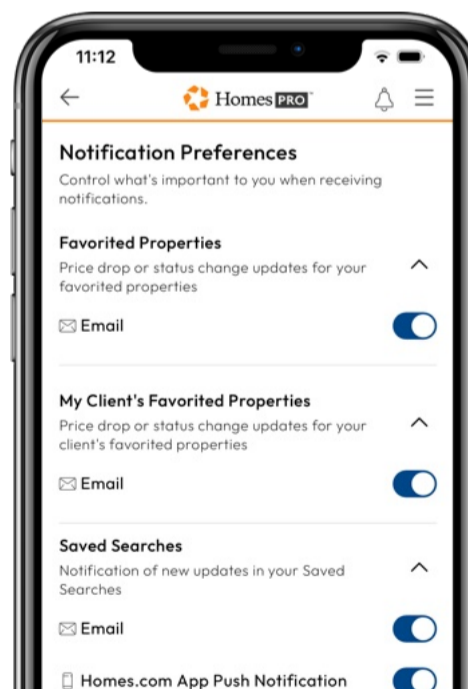 11:12
Homes PRO™
Notification Preferences
Control what's important to you when receiving
notifications.
Favorited Properties
Price drop or status change updates for your
favorited properties
Email
My Client's Favorited Properties
Price drop or status change updates for your
client's favorited properties
Email
Saved Searches
Notification of new updates in your Saved
Searches
Email
Homes.com App Push Notification